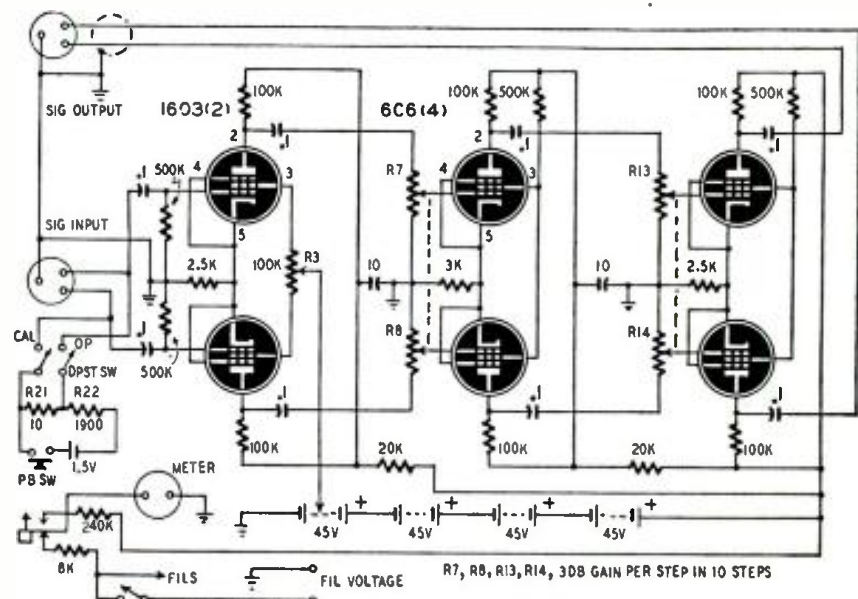 100K
1603(2)
100K
500K
6C6(4)
100K
500K
SIG OUTPUT
2
.1
2
.1
.1
4
3
R7
4
3
R13
.1
500K
SIG INPUT
5
5
2.5K
100K
R3
10
3K
10
2.5K
CAL
OP
.1
R8
R14
DPST SW
500K
R21
R22
10
1900
.1
.1
.1
100K
20K
100K
20K
100K
1.5V
PB SW
METER
+
+
+
+
45V
45V
45V
45V
240K
8K
FILS
FIL VOLTAGE
R7, R8, R13, R14, 3DB GAIN PER STEP IN 10 STEPS